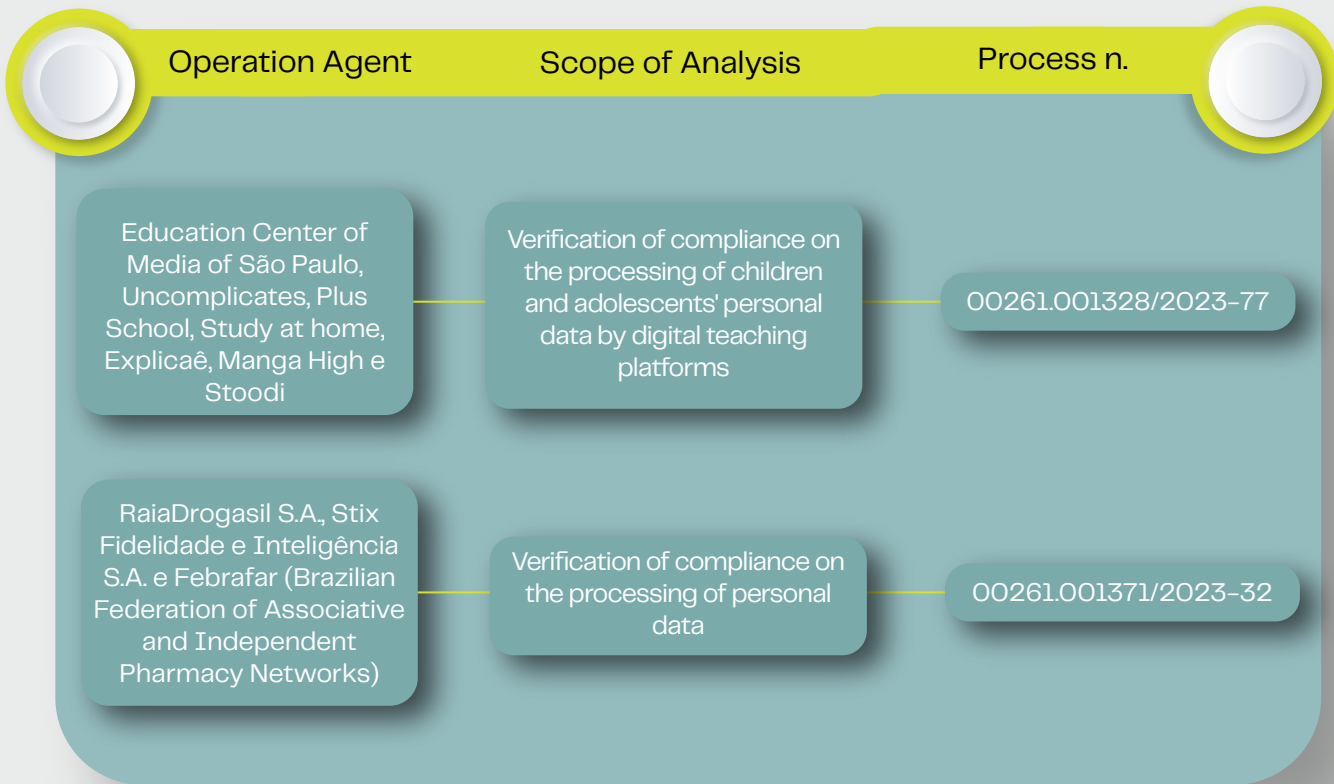 Operation Agent
Scope of Analysis
Process n.
Education Center of
Media of São Paulo,
Uncomplicates, Plus
School, Study at home,
Explicaê, Manga High e
Stoodi
Verification of compliance on
the processing of children
and adolescents' personal
data by digital teaching
platforms
00261.001328/2023-77
RaiaDrogasil S.A., Stix
Fidelidade e Inteligência
S.A. e Febrafar (Brazilian
Federation of Associative
and Independent
Pharmacy Networks)
Verification of compliance on
the processing of personal
data
00261.001371/2023-32